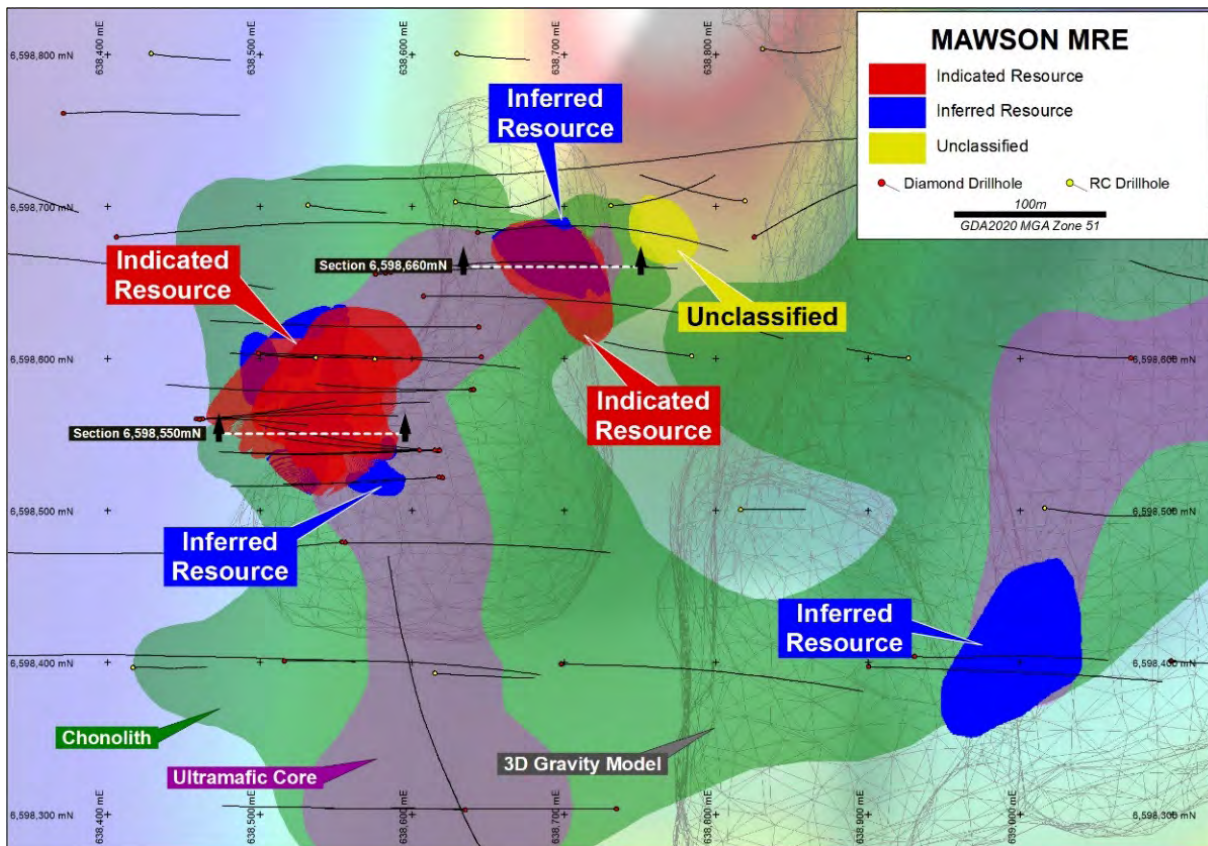 638,400 mE
638,500 mE
638,600 mE
638,700 mE
638,800 mE
MAWSON MRE
Indicated Resource
Inferred Resource
Unclassified
Diamond Drillhole
RC Drillhole
100m
GDA2020 MGA Zone 51
6,598,800 mN
Inferred
Resource
6,598,700 mN
Indicated
Resource
Section 6,598,660mN
Unclassified
6,598,600 mN
6,598,600 mN
Indicated
Resource
Section 6,598,550mN
6,598,500 mN
6,598,500 mN
Inferred
Resource
Inferred
Resource
6,598,400 mN
6,598,400 mN
Chonolith
Ultramafic Core
3D Gravity Model
6,598,300 mN
6,598,300 mN
638,400 mE
638,500 mE
638,600 mE
638,700 mE
638,800 mE
638,900 mE
639,000 mE